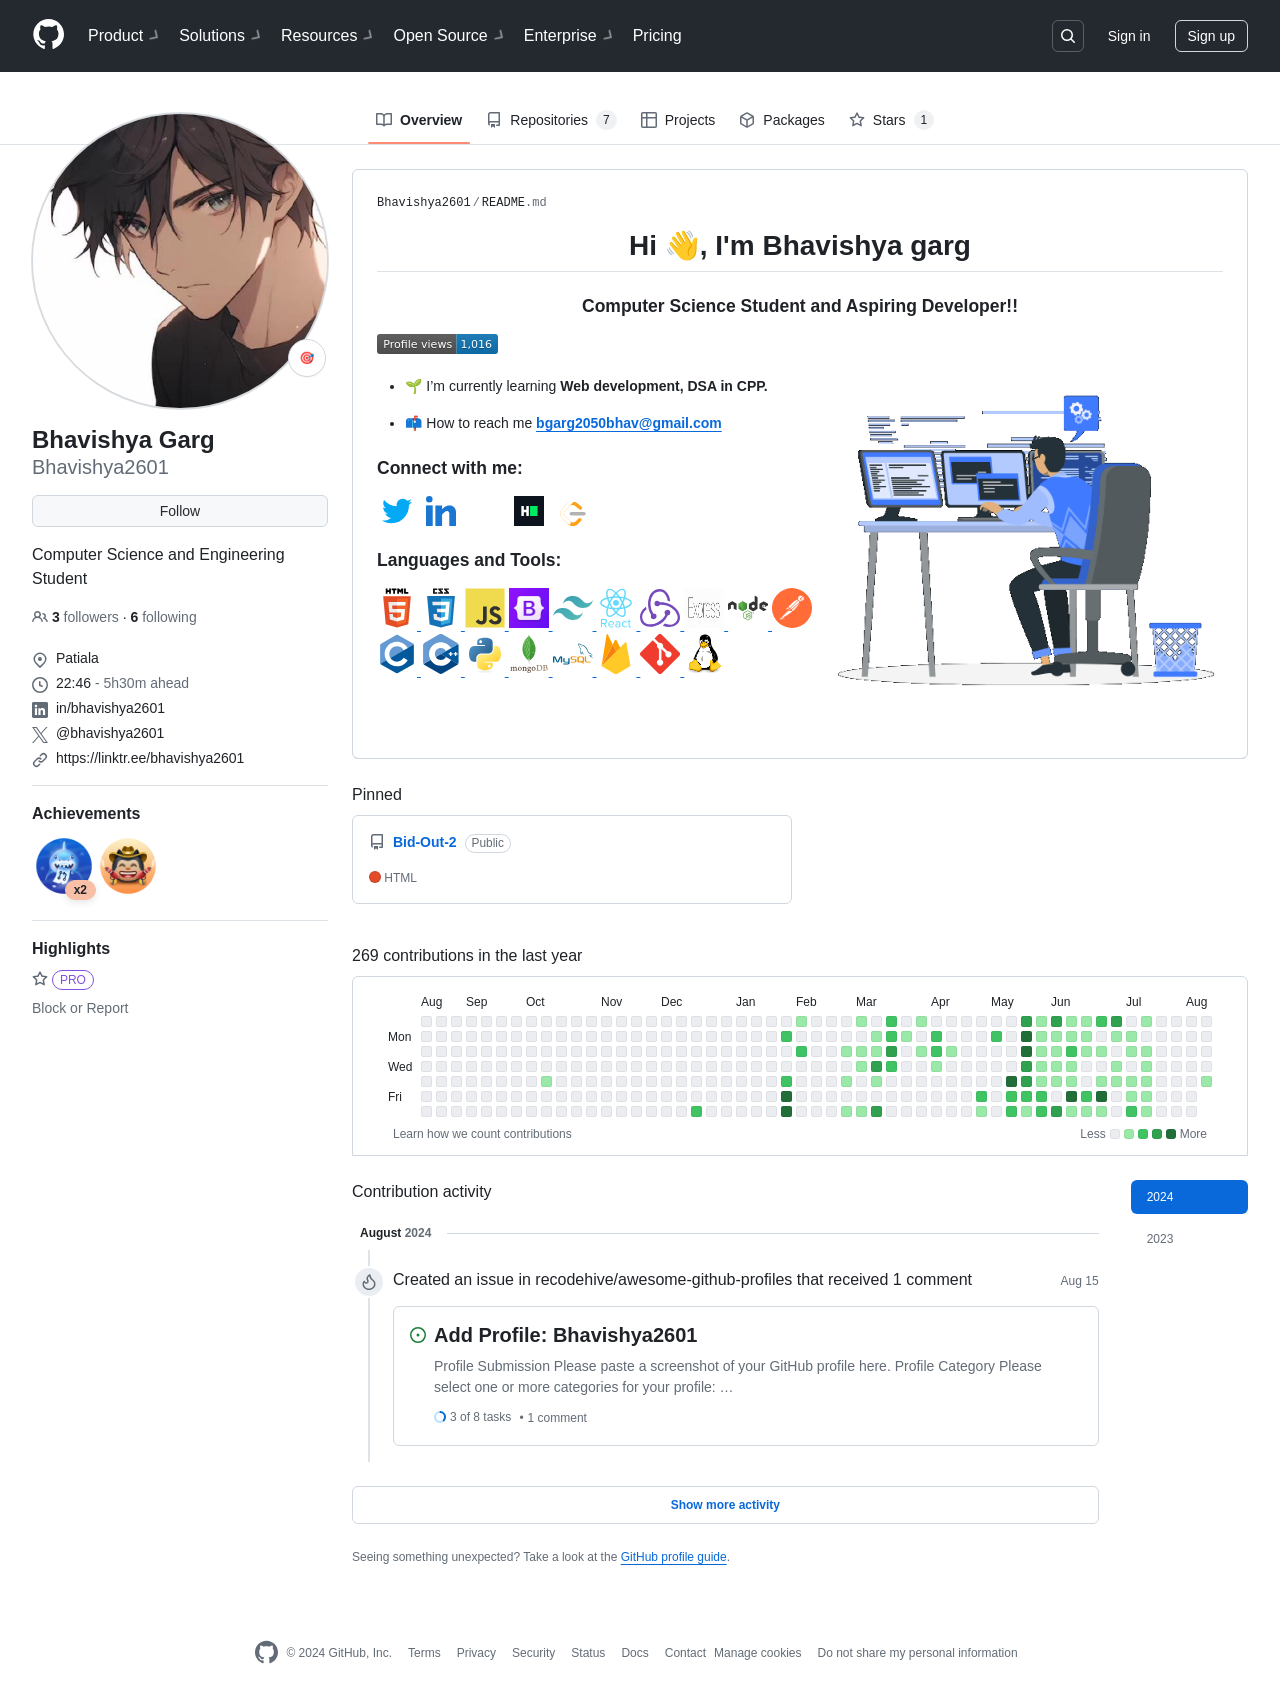 Product
Solutions
Resources
Open Source
Enterprise
Pricing
Sign in
Sign up
Overview
Repositories 7
Projects
Packages
Stars 1
Bhavishya Garg
Bhavishya2601
Follow
Computer Science and Engineering
Student
3 followers · 6 following
Patiala
22:46 - 5h30m ahead
in/bhavishya2601
@bhavishya2601
https://linktr.ee/bhavishya2601
Achievements
x2
Highlights
PRO
Block or Report
Bhavishya2601/README.md
Hi 👋, I'm Bhavishya garg
Computer Science Student and Aspiring Developer!!
Profile views 1,016
🌱 I’m currently learning Web development, DSA in CPP.
📫 How to reach me bgarg2050bhav@gmail.com
Connect with me:
H
Languages and Tools:
HTML 5 CSS 3 JS B React Express node JS
C C++ mongoDB MySQL
Pinned
Bid-Out-2 Public
HTML
269 contributions in the last year
Aug Sep Oct Nov Dec Jan Feb Mar Apr May Jun Jul Aug
Mon
Wed
Fri
Learn how we count contributions
Less More
Contribution activity
2024
2023
August 2024
Created an issue in recodehive/awesome-github-profiles that received 1 comment
Aug 15
Add Profile: Bhavishya2601
Profile Submission Please paste a screenshot of your GitHub profile here. Profile Category Please
select one or more categories for your profile: …
3 of 8 tasks • 1 comment
Show more activity
Seeing something unexpected? Take a look at the GitHub profile guide.
© 2024 GitHub, Inc. Terms Privacy Security Status Docs Contact Manage cookies Do not share my personal information